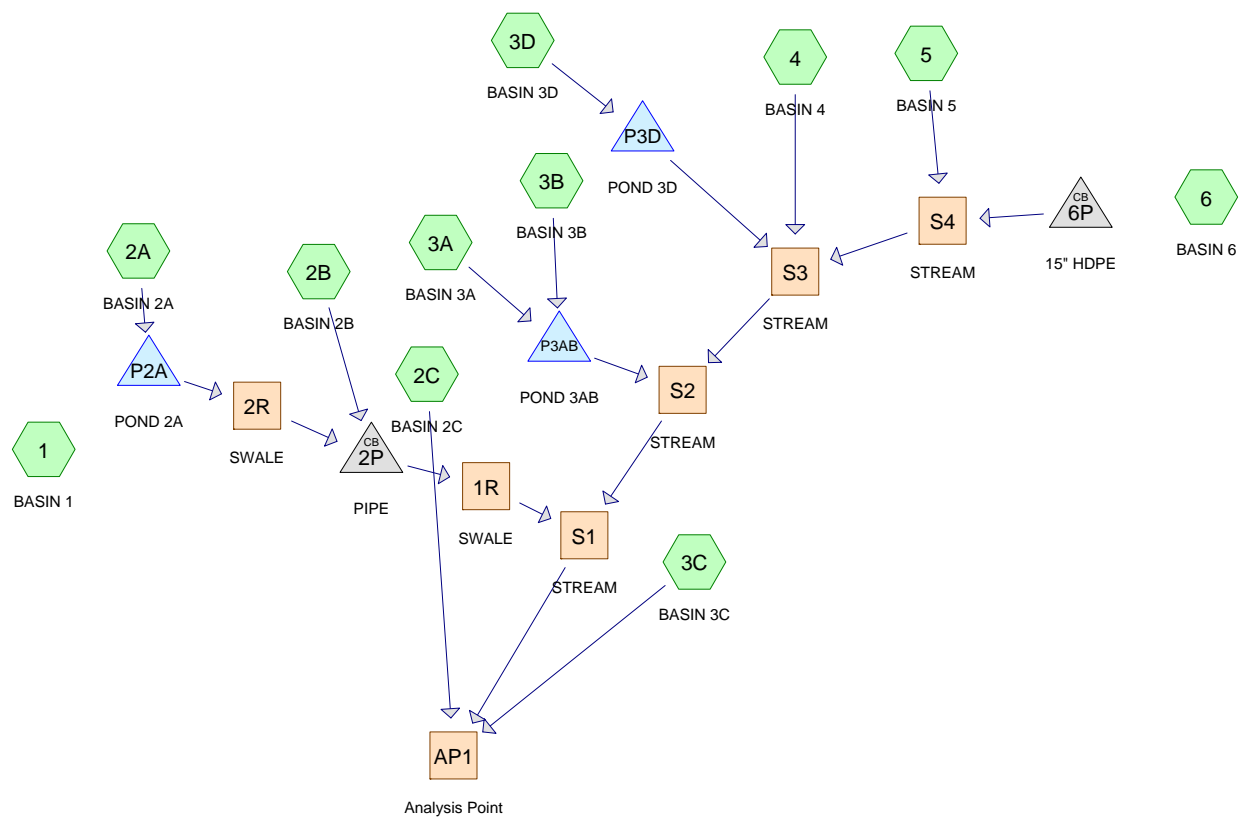 3D
BASIN 3D
4
BASIN 4
5
BASIN 5
P3D
POND 3D
3B
BASIN 3B
CB
6P
15" HDPE
6
BASIN 6
S4
STREAM
2A
BASIN 2A
2B
BASIN 2B
3A
BASIN 3A
S3
STREAM
P2A
POND 2A
P3AB
POND 3AB
2C
BASIN 2C
S2
STREAM
2R
SWALE
1
BASIN 1
CB
2P
PIPE
1R
SWALE
S1
STREAM
3C
BASIN 3C
AP1
Analysis Point